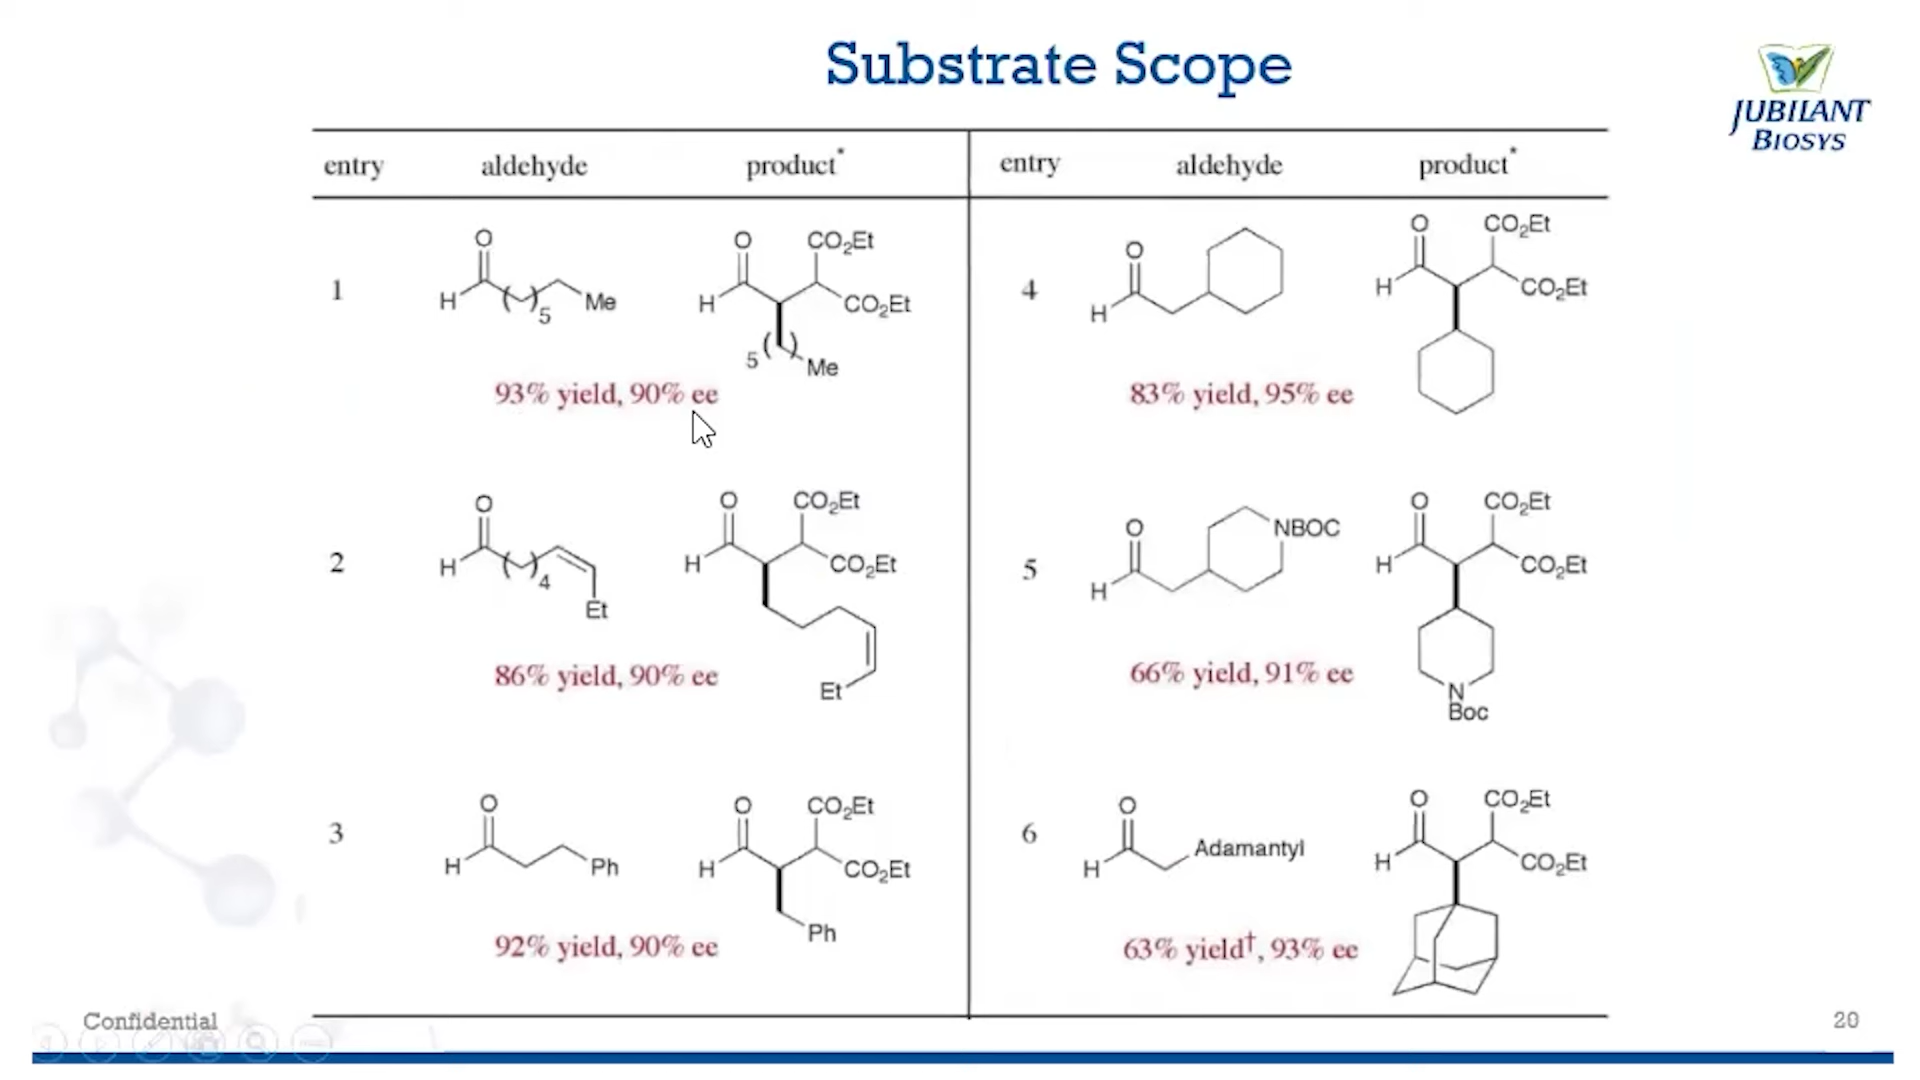 Substrate Scope
JUBILANT
BIOSYS
entry aldehyde product* entry aldehyde product*
1
O
H ( )5 Me
O CO2Et
H CO2Et
5( ) Me
93% yield, 90% ee
4
O
H
O CO2Et
H CO2Et
83% yield, 95% ee
2
O
H ( )4
Et
O CO2Et
H CO2Et
Et
86% yield, 90% ee
5
O NBOC
H
O CO2Et
H CO2Et
N
Boc
66% yield, 91% ee
3
O
H Ph
O CO2Et
H CO2Et
Ph
92% yield, 90% ee
6
O
H Adamantyl
O CO2Et
H CO2Et
63% yield†, 93% ee
Confidential
20